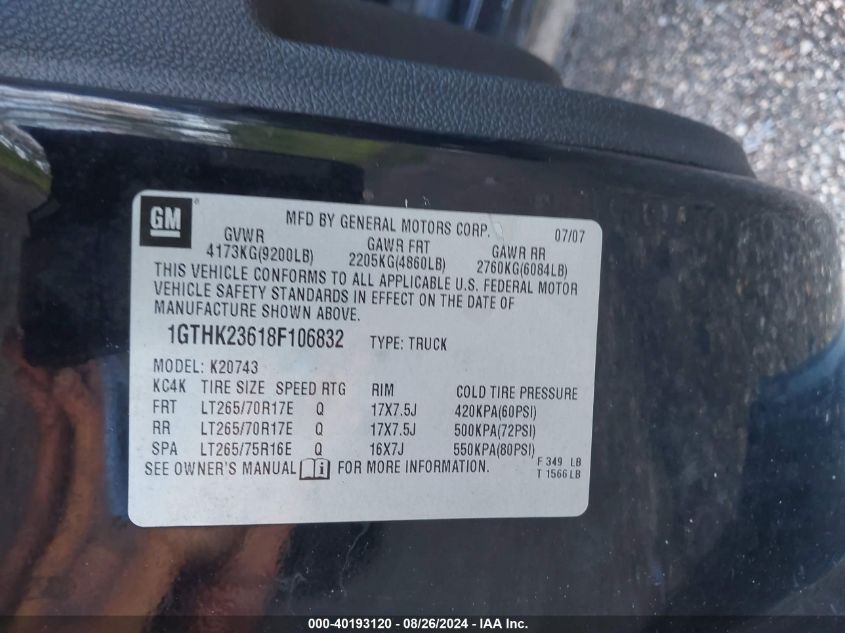 GM
MFD BY GENERAL MOTORS CORP. 07/07
GVWR GAWR FRT GAWR RR
4173KG(9200LB) 2205KG(4860LB) 2760KG(6084LB)
THIS VEHICLE CONFORMS TO ALL APPLICABLE U.S. FEDERAL MOTOR
VEHICLE SAFETY STANDARDS IN EFFECT ON THE DATE OF
MANUFACTURE SHOWN ABOVE.
1GTHK23618F106832 TYPE: TRUCK
MODEL: K20743
KC4K TIRE SIZE SPEED RTG RIM COLD TIRE PRESSURE
FRT LT265/70R17E Q 17X7.5J 420KPA(60PSI)
RR LT265/70R17E Q 17X7.5J 500KPA(72PSI)
SPA LT265/75R16E Q 16X7J 550KPA(80PSI)
SEE OWNER'S MANUAL i FOR MORE INFORMATION.
F 349 LB
T 1566 LB
000-40193120 - 08/26/2024 - IAA Inc.